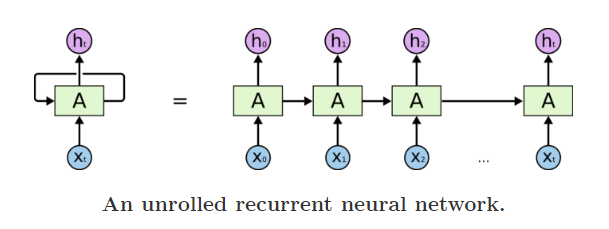 hₜ h₀ h₁ h₂ hₜ
A = A A A A
Xₜ X₀ X₁ X₂ ... Xₜ
An unrolled recurrent neural network.